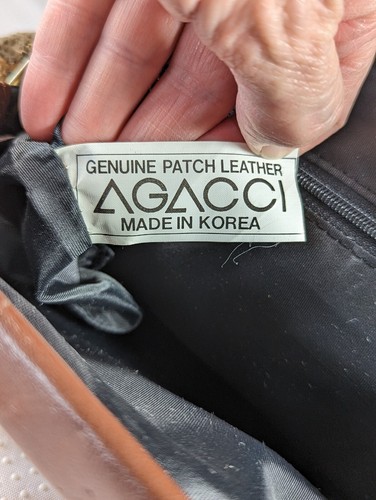 GENUINE PATCH LEATHER
AGACCI
MADE IN KOREA